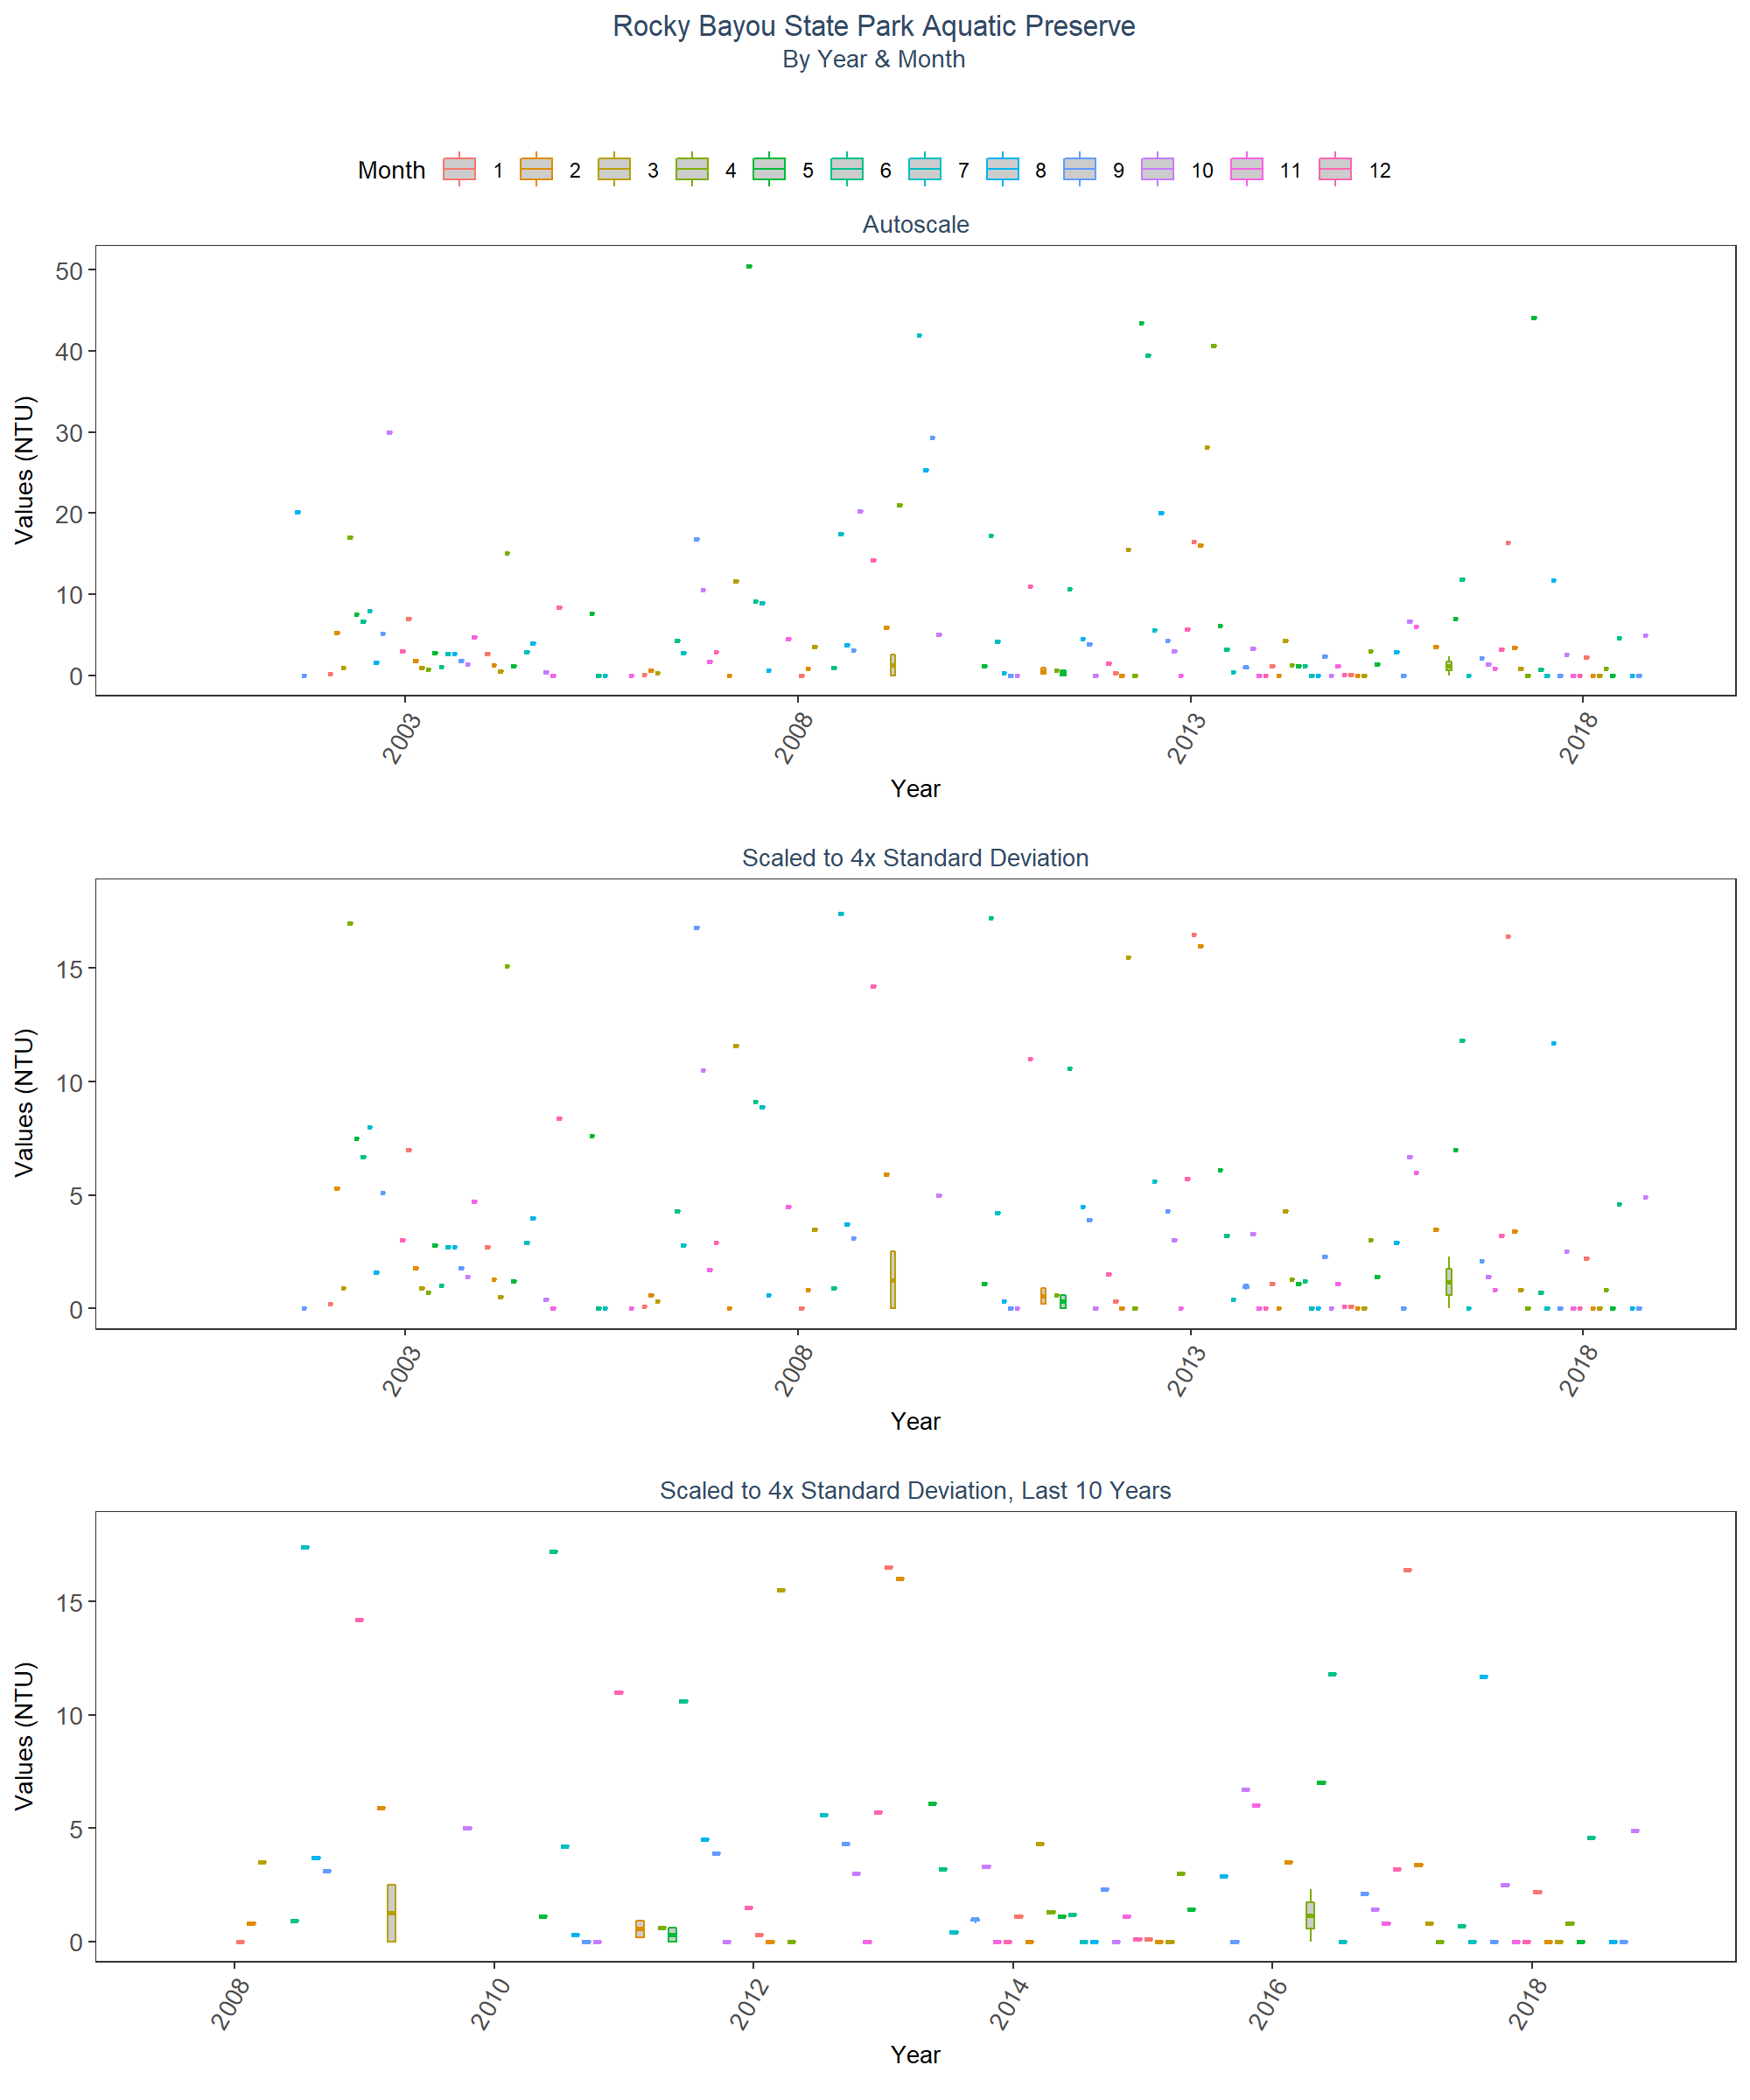 Rocky Bayou State Park Aquatic Preserve
By Year & Month
Month 1 2 3 4 5 6 7 8 9 10 11 12
Autoscale
Values (NTU)
50
40
30
20
10
0
2003 2008 2013 2018
Year
Scaled to 4x Standard Deviation
Values (NTU)
15
10
5
0
2003 2008 2013 2018
Year
Scaled to 4x Standard Deviation, Last 10 Years
Values (NTU)
15
10
5
0
2008 2010 2012 2014 2016 2018
Year